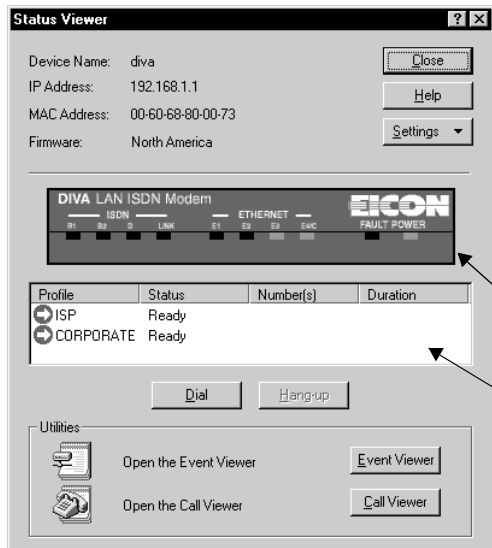 Status Viewer
Device Name: diva
Close
IP Address: 192.168.1.1
Help
MAC Address: 00-60-68-80-00-73
Settings
Firmware: North America
DIVA LAN ISDN Modem
EICON
ISDN ETHERNET FAULT POWER
B1 B2 D LINK E1 E2 E3 E4/C
Profile Status Number(s) Duration
ISP Ready
CORPORATE Ready
Dial Hang-up
Utilities
Open the Event Viewer Event Viewer
Open the Call Viewer Call Viewer